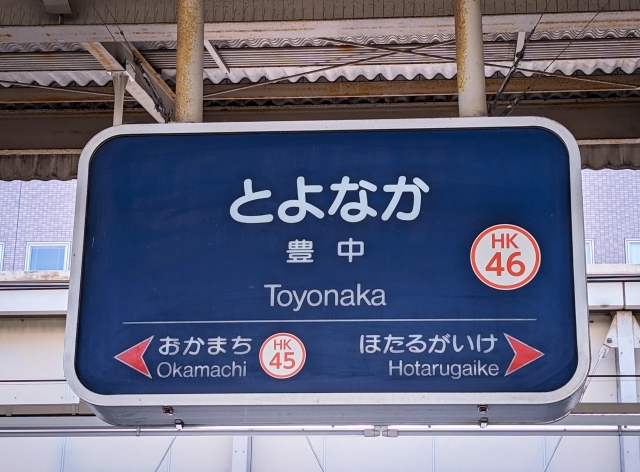 とよなか
豊中
HK
46
Toyonaka
おかまち
Okamachi
HK
45
ほたるがいけ
Hotarugaike